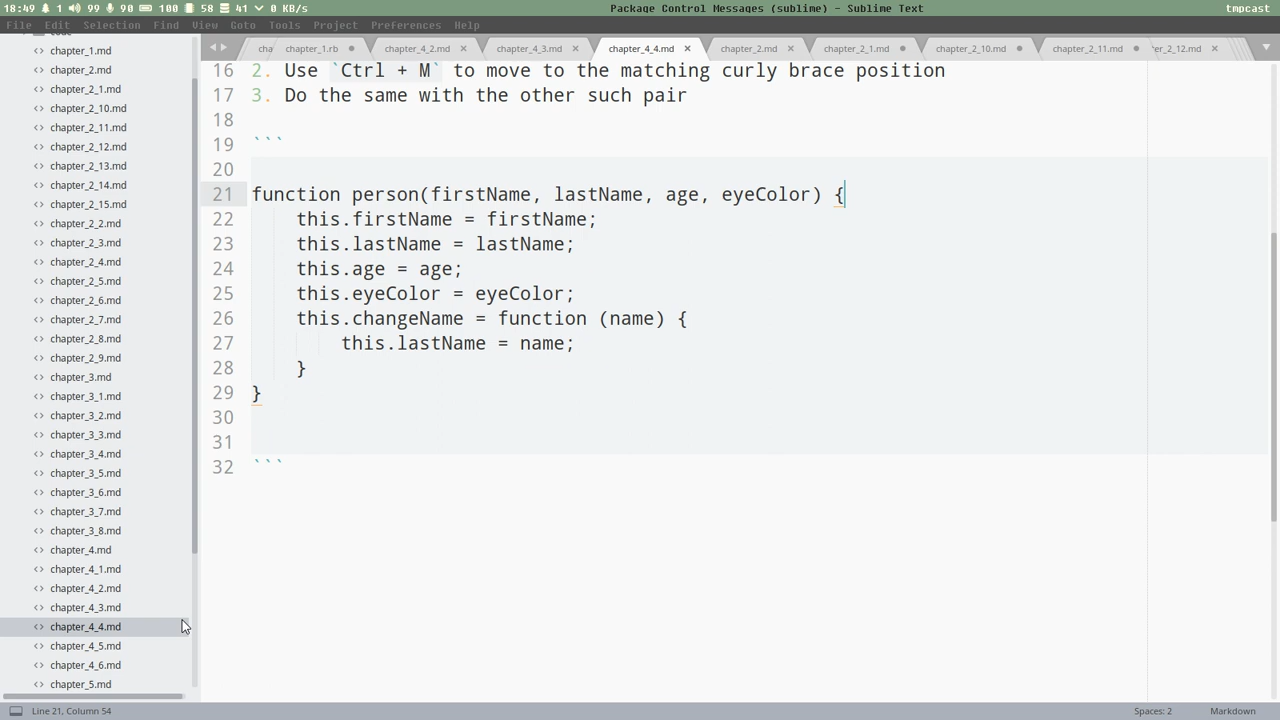 18:49 1 99 90 100 58 41 0 KB/s Package Control Messages (sublime) - Sublime Text tmpcast
File Edit Selection Find View Goto Tools Project Preferences Help
code
chapter_1.md
chapter_2.md
chapter_2_1.md
chapter_2_10.md
chapter_2_11.md
chapter_2_12.md
chapter_2_13.md
chapter_2_14.md
chapter_2_15.md
chapter_2_2.md
chapter_2_3.md
chapter_2_4.md
chapter_2_5.md
chapter_2_6.md
chapter_2_7.md
chapter_2_8.md
chapter_2_9.md
chapter_3.md
chapter_3_1.md
chapter_3_2.md
chapter_3_3.md
chapter_3_4.md
chapter_3_5.md
chapter_3_6.md
chapter_3_7.md
chapter_3_8.md
chapter_4.md
chapter_4_1.md
chapter_4_2.md
chapter_4_3.md
chapter_4_4.md
chapter_4_5.md
chapter_4_6.md
chapter_5.md
cha chapter_1.rb chapter_4_2.md chapter_4_3.md chapter_4_4.md chapter_2.md chapter_2_1.md chapter_2_10.md chapter_2_11.md er_2_12.md
16 2. Use `Ctrl + M` to move to the matching curly brace position
17 3. Do the same with the other such pair
18
19 ```
20
21 function person(firstName, lastName, age, eyeColor) {
22 this.firstName = firstName;
23 this.lastName = lastName;
24 this.age = age;
25 this.eyeColor = eyeColor;
26 this.changeName = function (name) {
27 this.lastName = name;
28 }
29 }
30
31
32 ```
Line 21, Column 54 Spaces: 2 Markdown